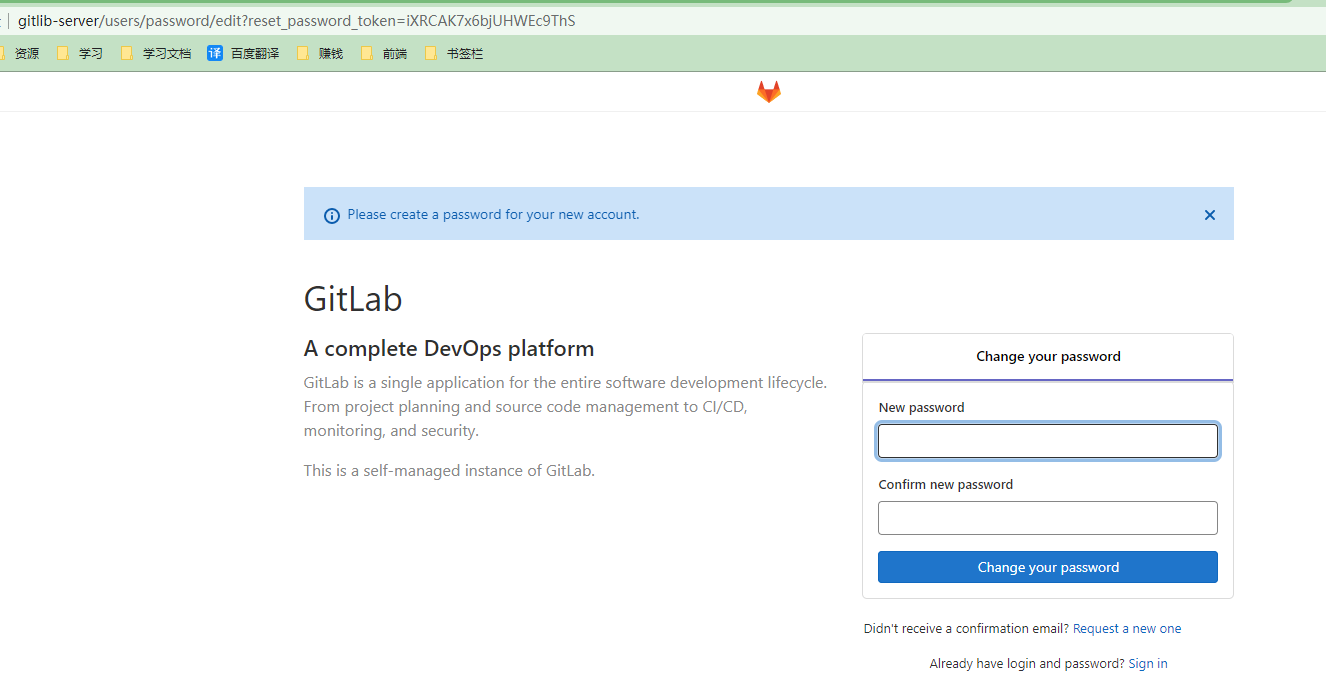 gitlib-server/users/password/edit?reset_password_token=iXRCAK7x6bjUHWEc9ThS
资源 学习 学习文档 译 百度翻译 赚钱 前端 书签栏
Please create a password for your new account.
GitLab
A complete DevOps platform
GitLab is a single application for the entire software development lifecycle.
From project planning and source code management to CI/CD,
monitoring, and security.
This is a self-managed instance of GitLab.
Change your password
New password
Confirm new password
Change your password
Didn't receive a confirmation email? Request a new one
Already have login and password? Sign in